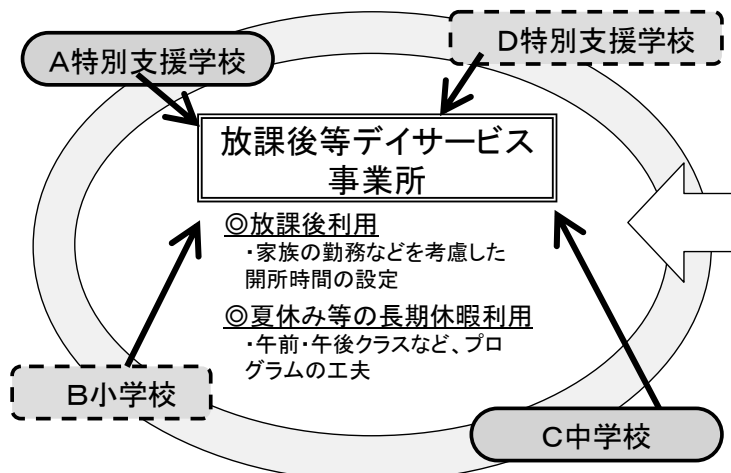 A特別支援学校
D特別支援学校
放課後等デイサービス
事業所
◎放課後利用
・家族の勤務などを考慮した
開所時間の設定
◎夏休み等の長期休暇利用
・午前・午後クラスなど、プロ
グラムの工夫
B小学校
C中学校